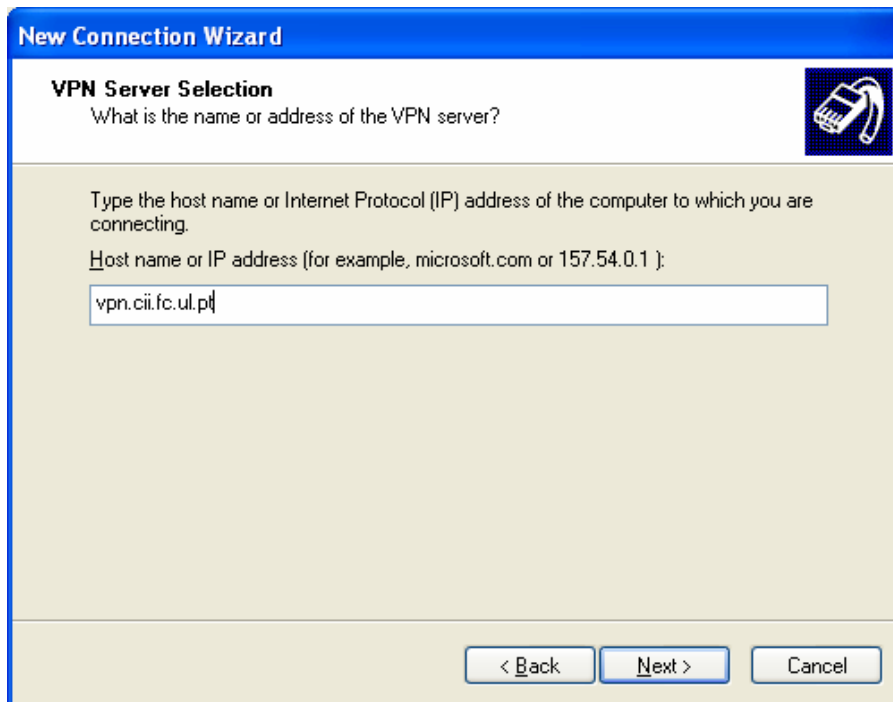 New Connection Wizard
VPN Server Selection
What is the name or address of the VPN server?
Type the host name or Internet Protocol (IP) address of the computer to which you are
connecting.
Host name or IP address (for example, microsoft.com or 157.54.0.1 ):
vpn.cii.fc.ul.pt
< Back Next > Cancel